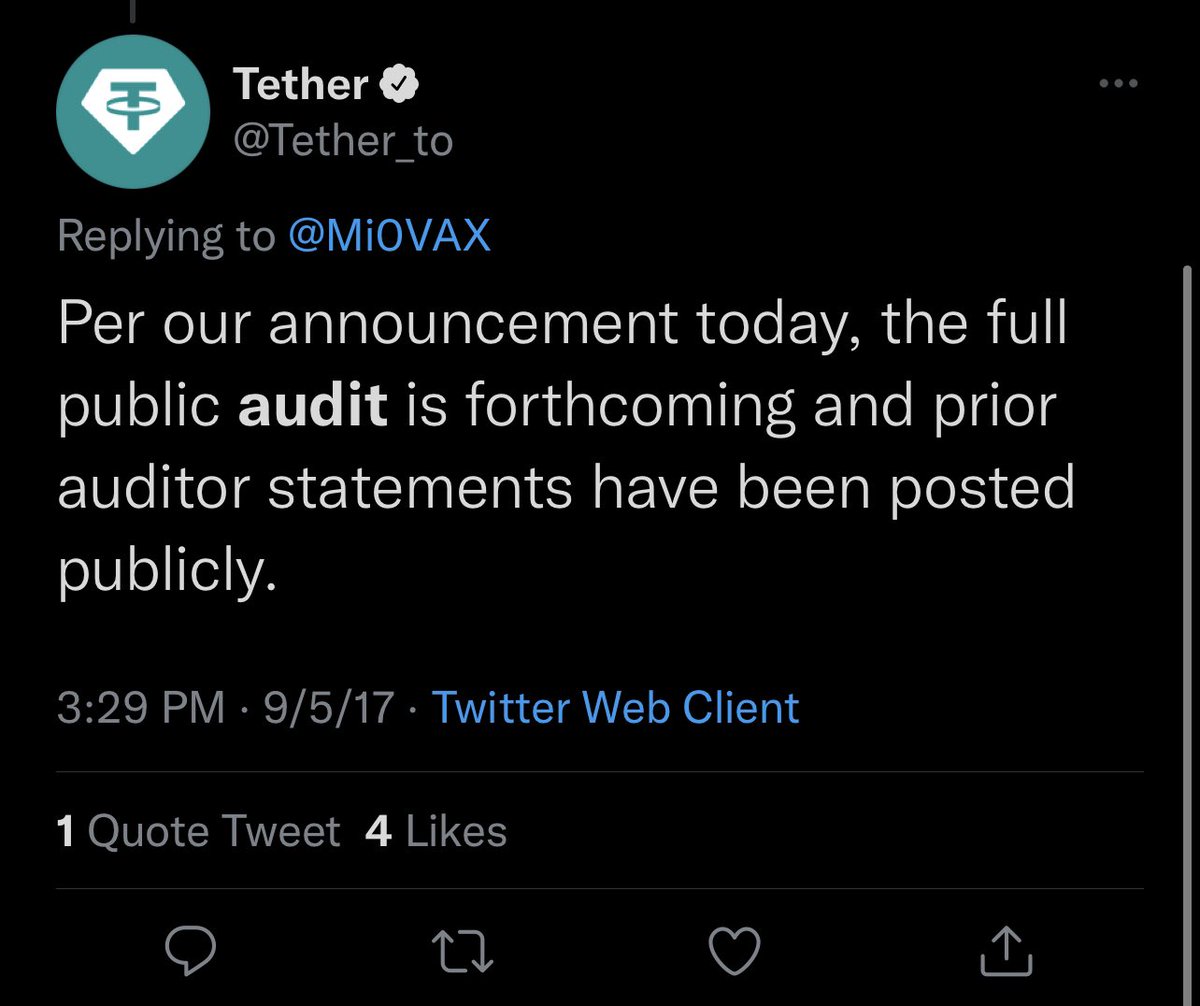 Tether
@Tether_to
Replying to @Mi0VAX
Per our announcement today, the full
public audit is forthcoming and prior
auditor statements have been posted
publicly.
3:29 PM · 9/5/17 · Twitter Web Client
1 Quote Tweet 4 Likes